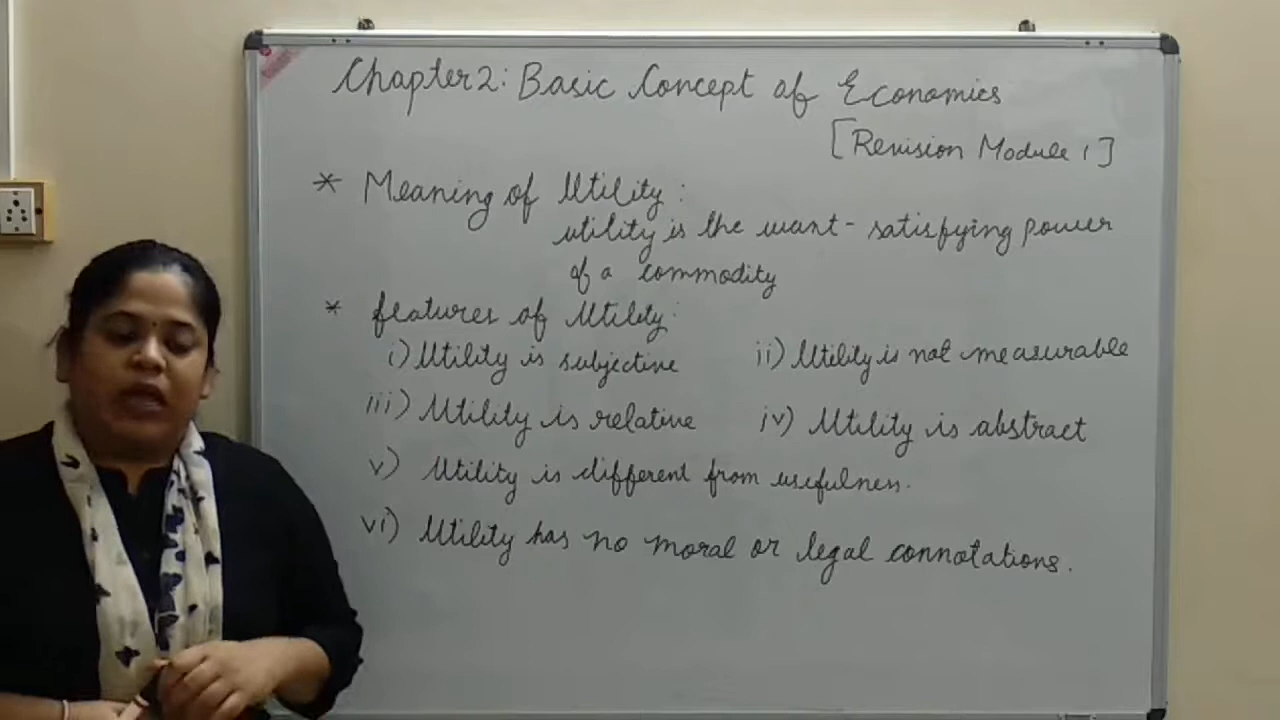 Chapter 2: Basic Concept of Economics
[Revision Module 1]
* Meaning of Utility:
utility is the want-satisfying power
of a commodity
* features of Utility:
i) Utility is subjective ii) Utility is not measurable
iii) Utility is relative iv) Utility is abstract
v) Utility is different from usefulness.
vi) Utility has no moral or legal connotations.